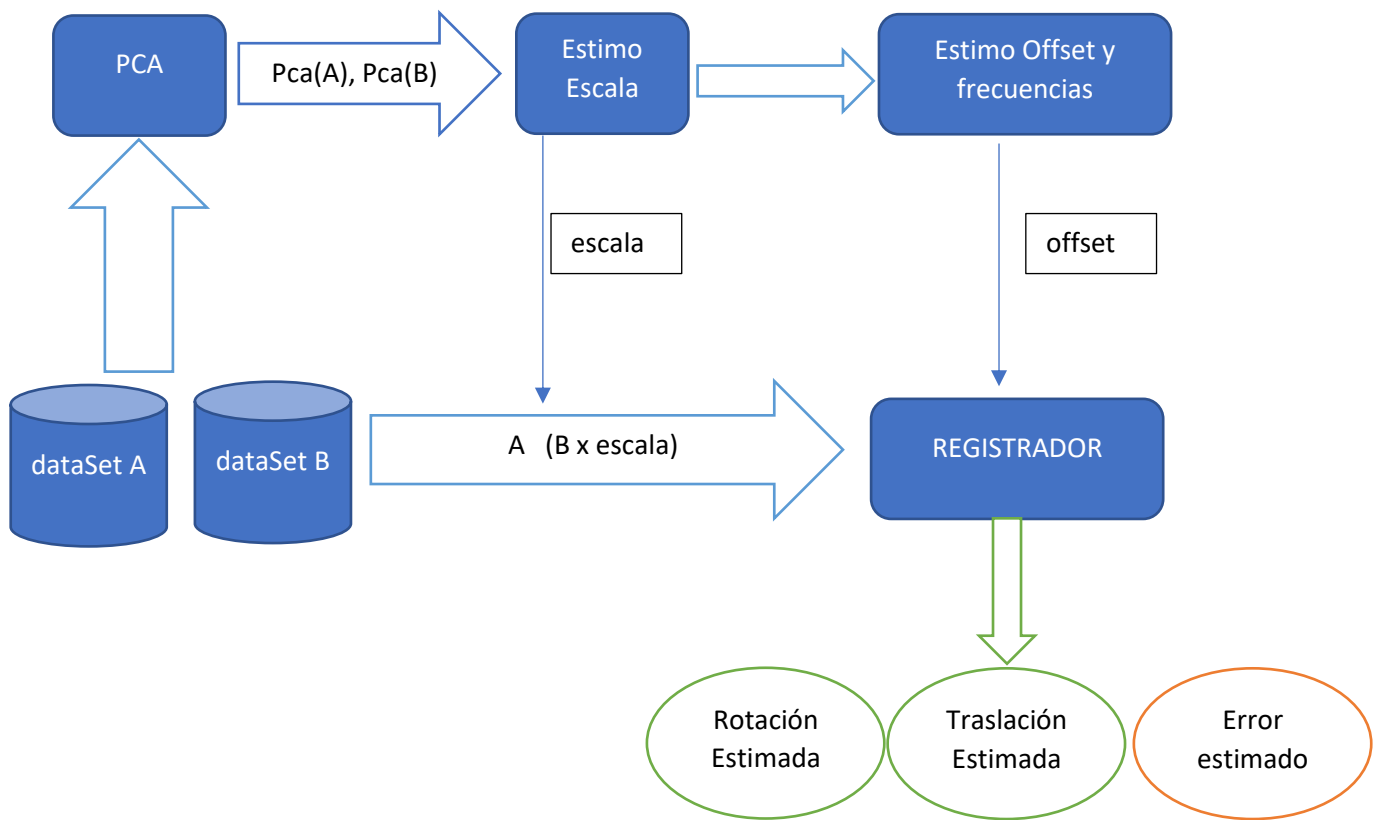 PCA
Pca(A), Pca(B)
Estimo
Escala
Estimo Offset y
frecuencias
escala
offset
dataSet A
dataSet B
A   (B x escala)
REGISTRADOR
Rotación
Estimada
Traslación
Estimada
Error
estimado